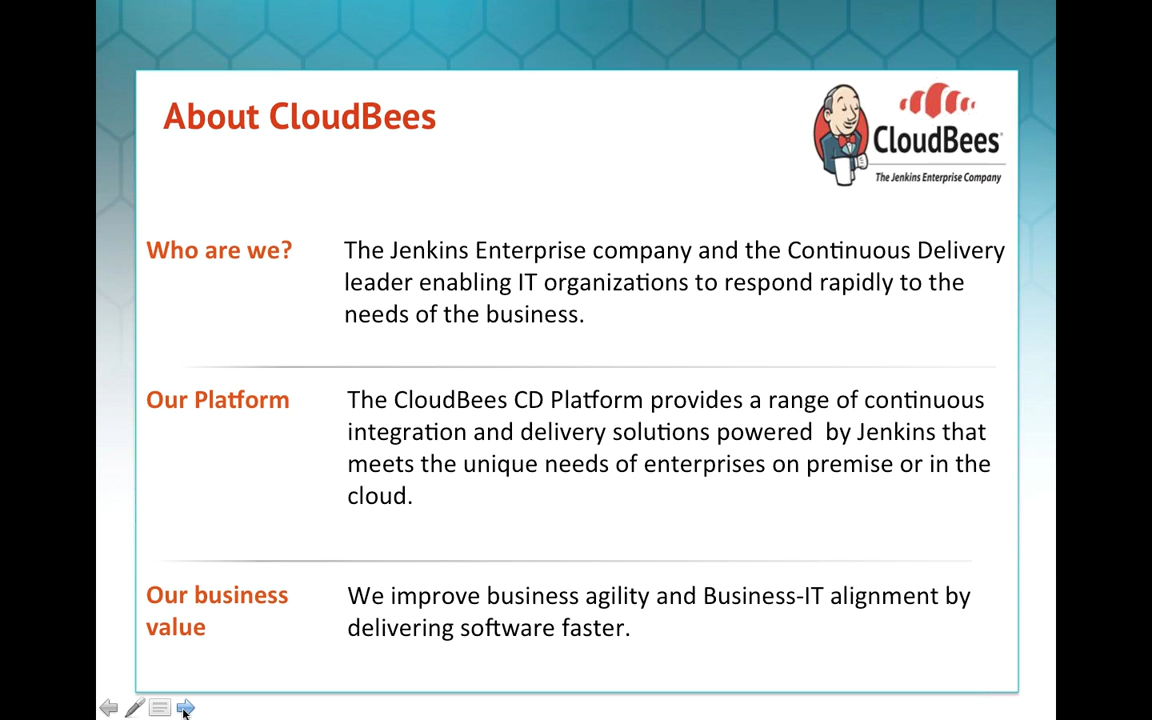 About CloudBees
CloudBees
The Jenkins Enterprise Company
Who are we?
The Jenkins Enterprise company and the Continuous Delivery
leader enabling IT organizations to respond rapidly to the
needs of the business.
Our Platform
The CloudBees CD Platform provides a range of continuous
integration and delivery solutions powered  by Jenkins that
meets the unique needs of enterprises on premise or in the
cloud.
Our business
value
We improve business agility and Business-IT alignment by
delivering software faster.